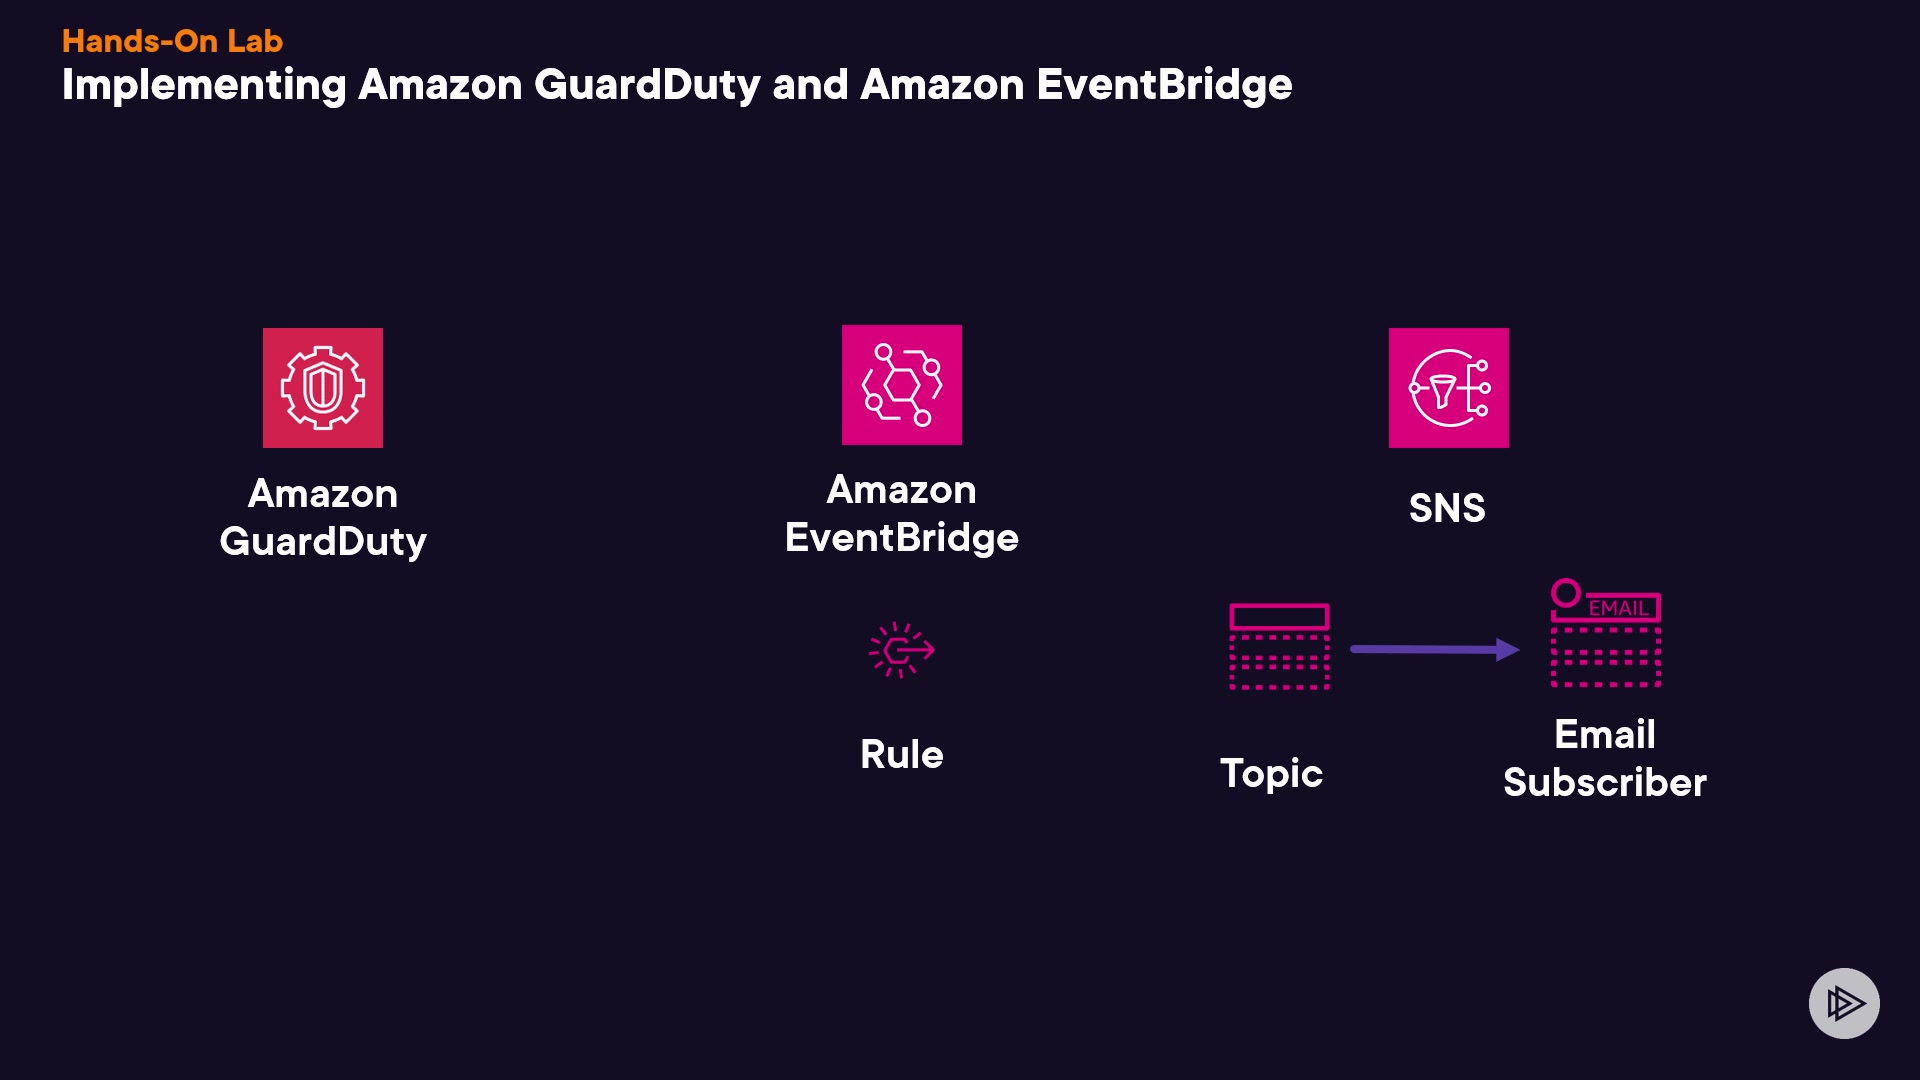 Hands-On Lab
Implementing Amazon GuardDuty and Amazon EventBridge
Amazon
GuardDuty
Amazon
EventBridge
SNS
EMAIL
Rule
Topic
Email
Subscriber